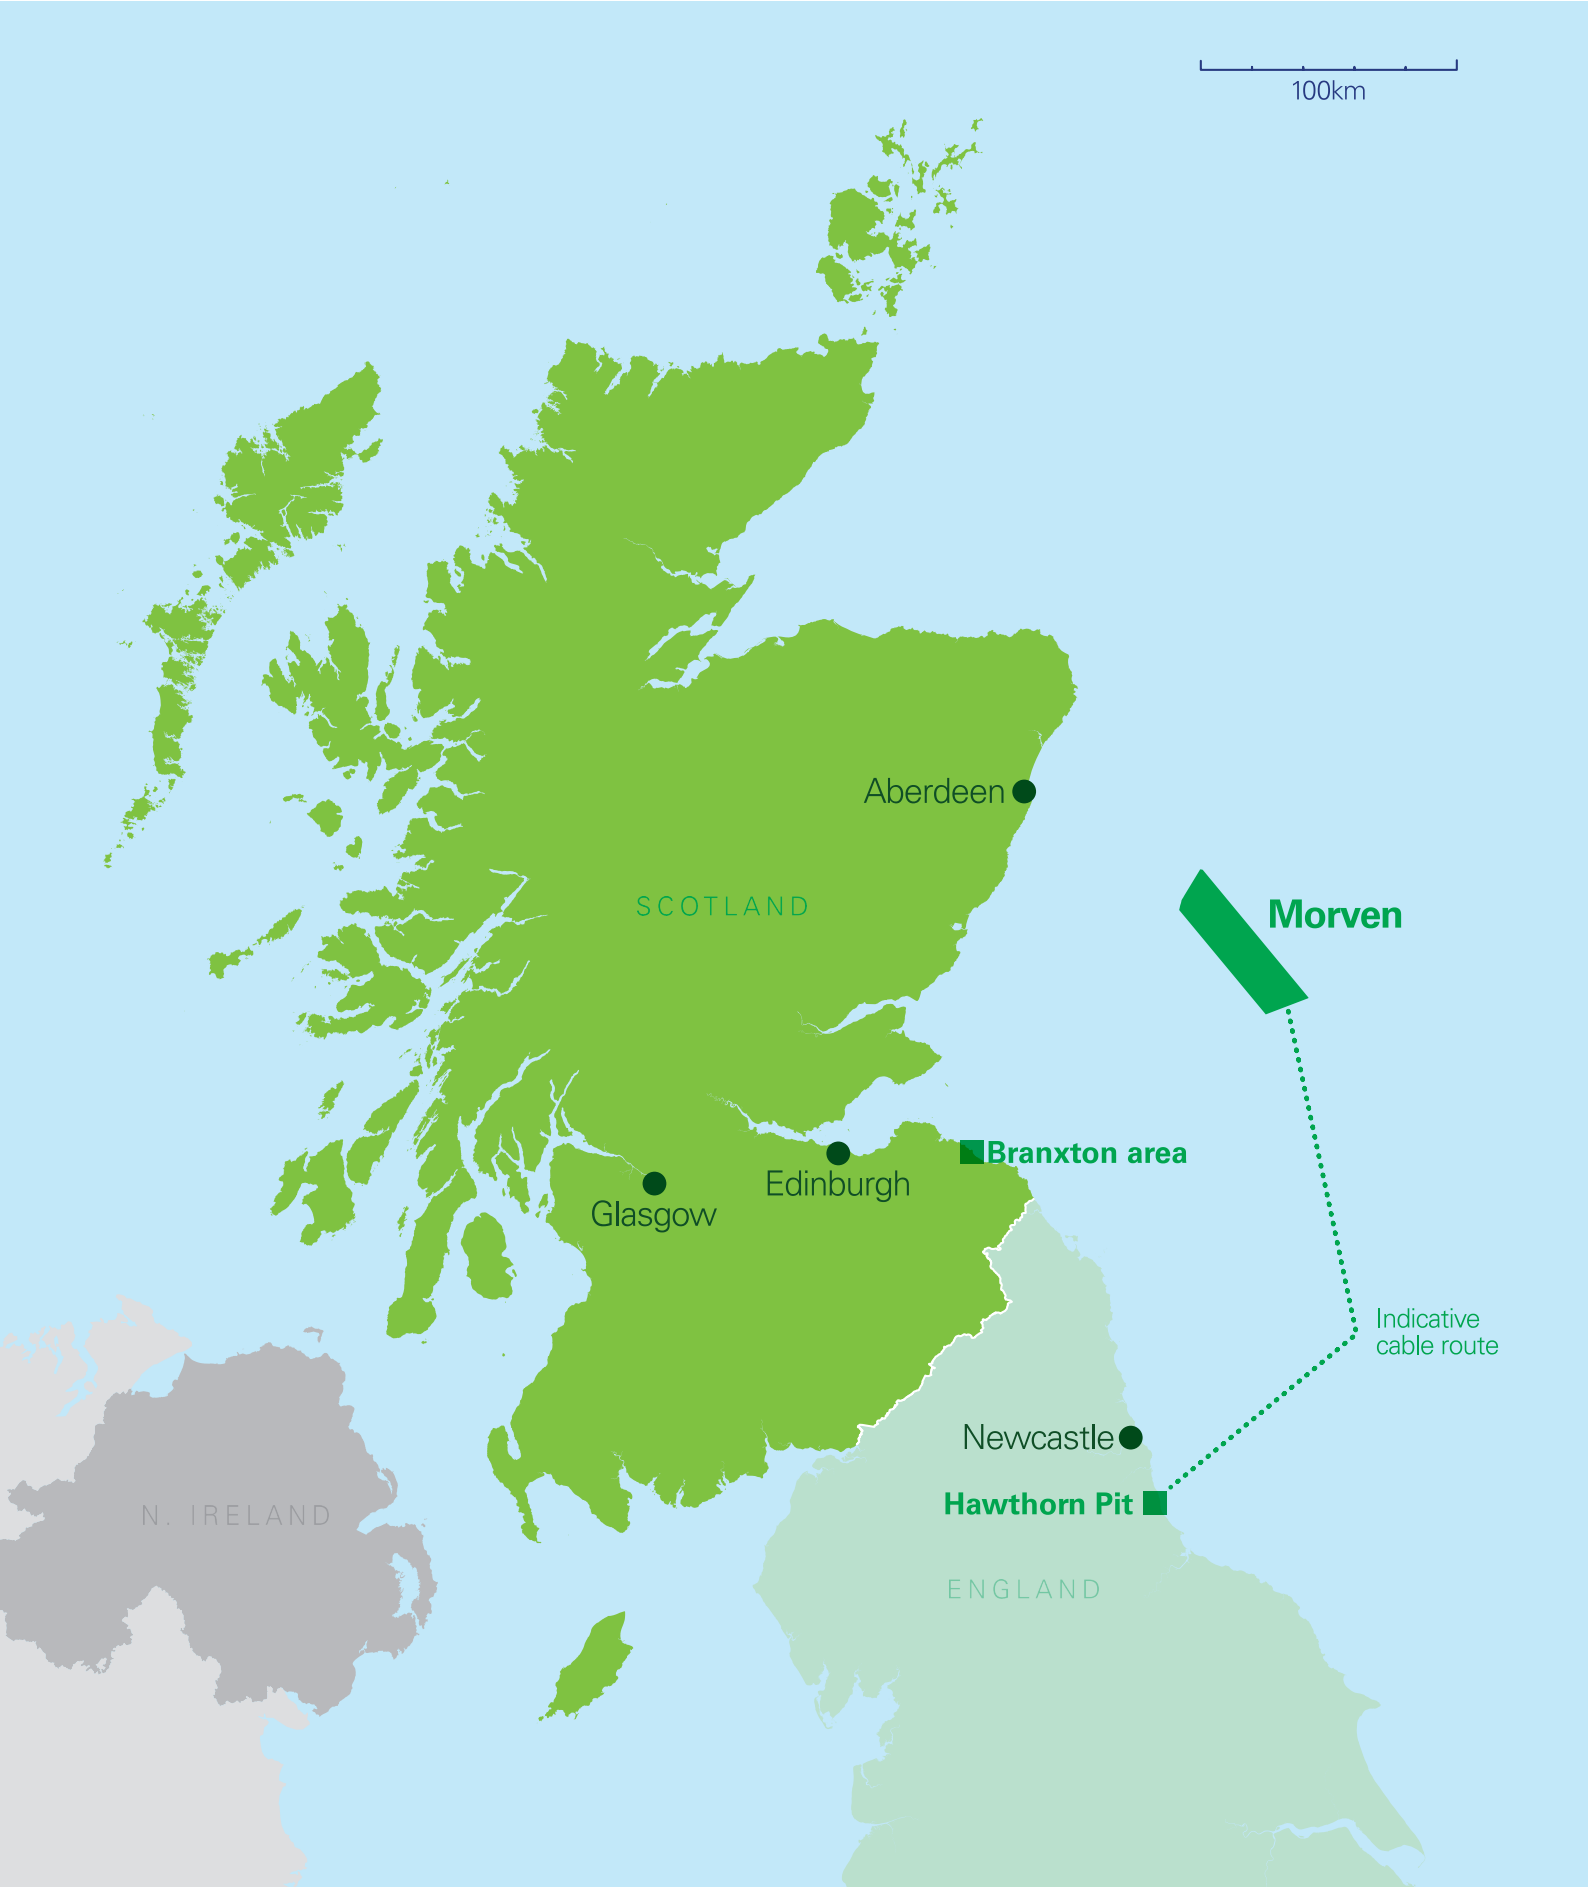 100km
Aberdeen
SCOTLAND
Morven
Branxton area
Edinburgh
Glasgow
Indicative
cable route
Newcastle
Hawthorn Pit
N. IRELAND
ENGLAND